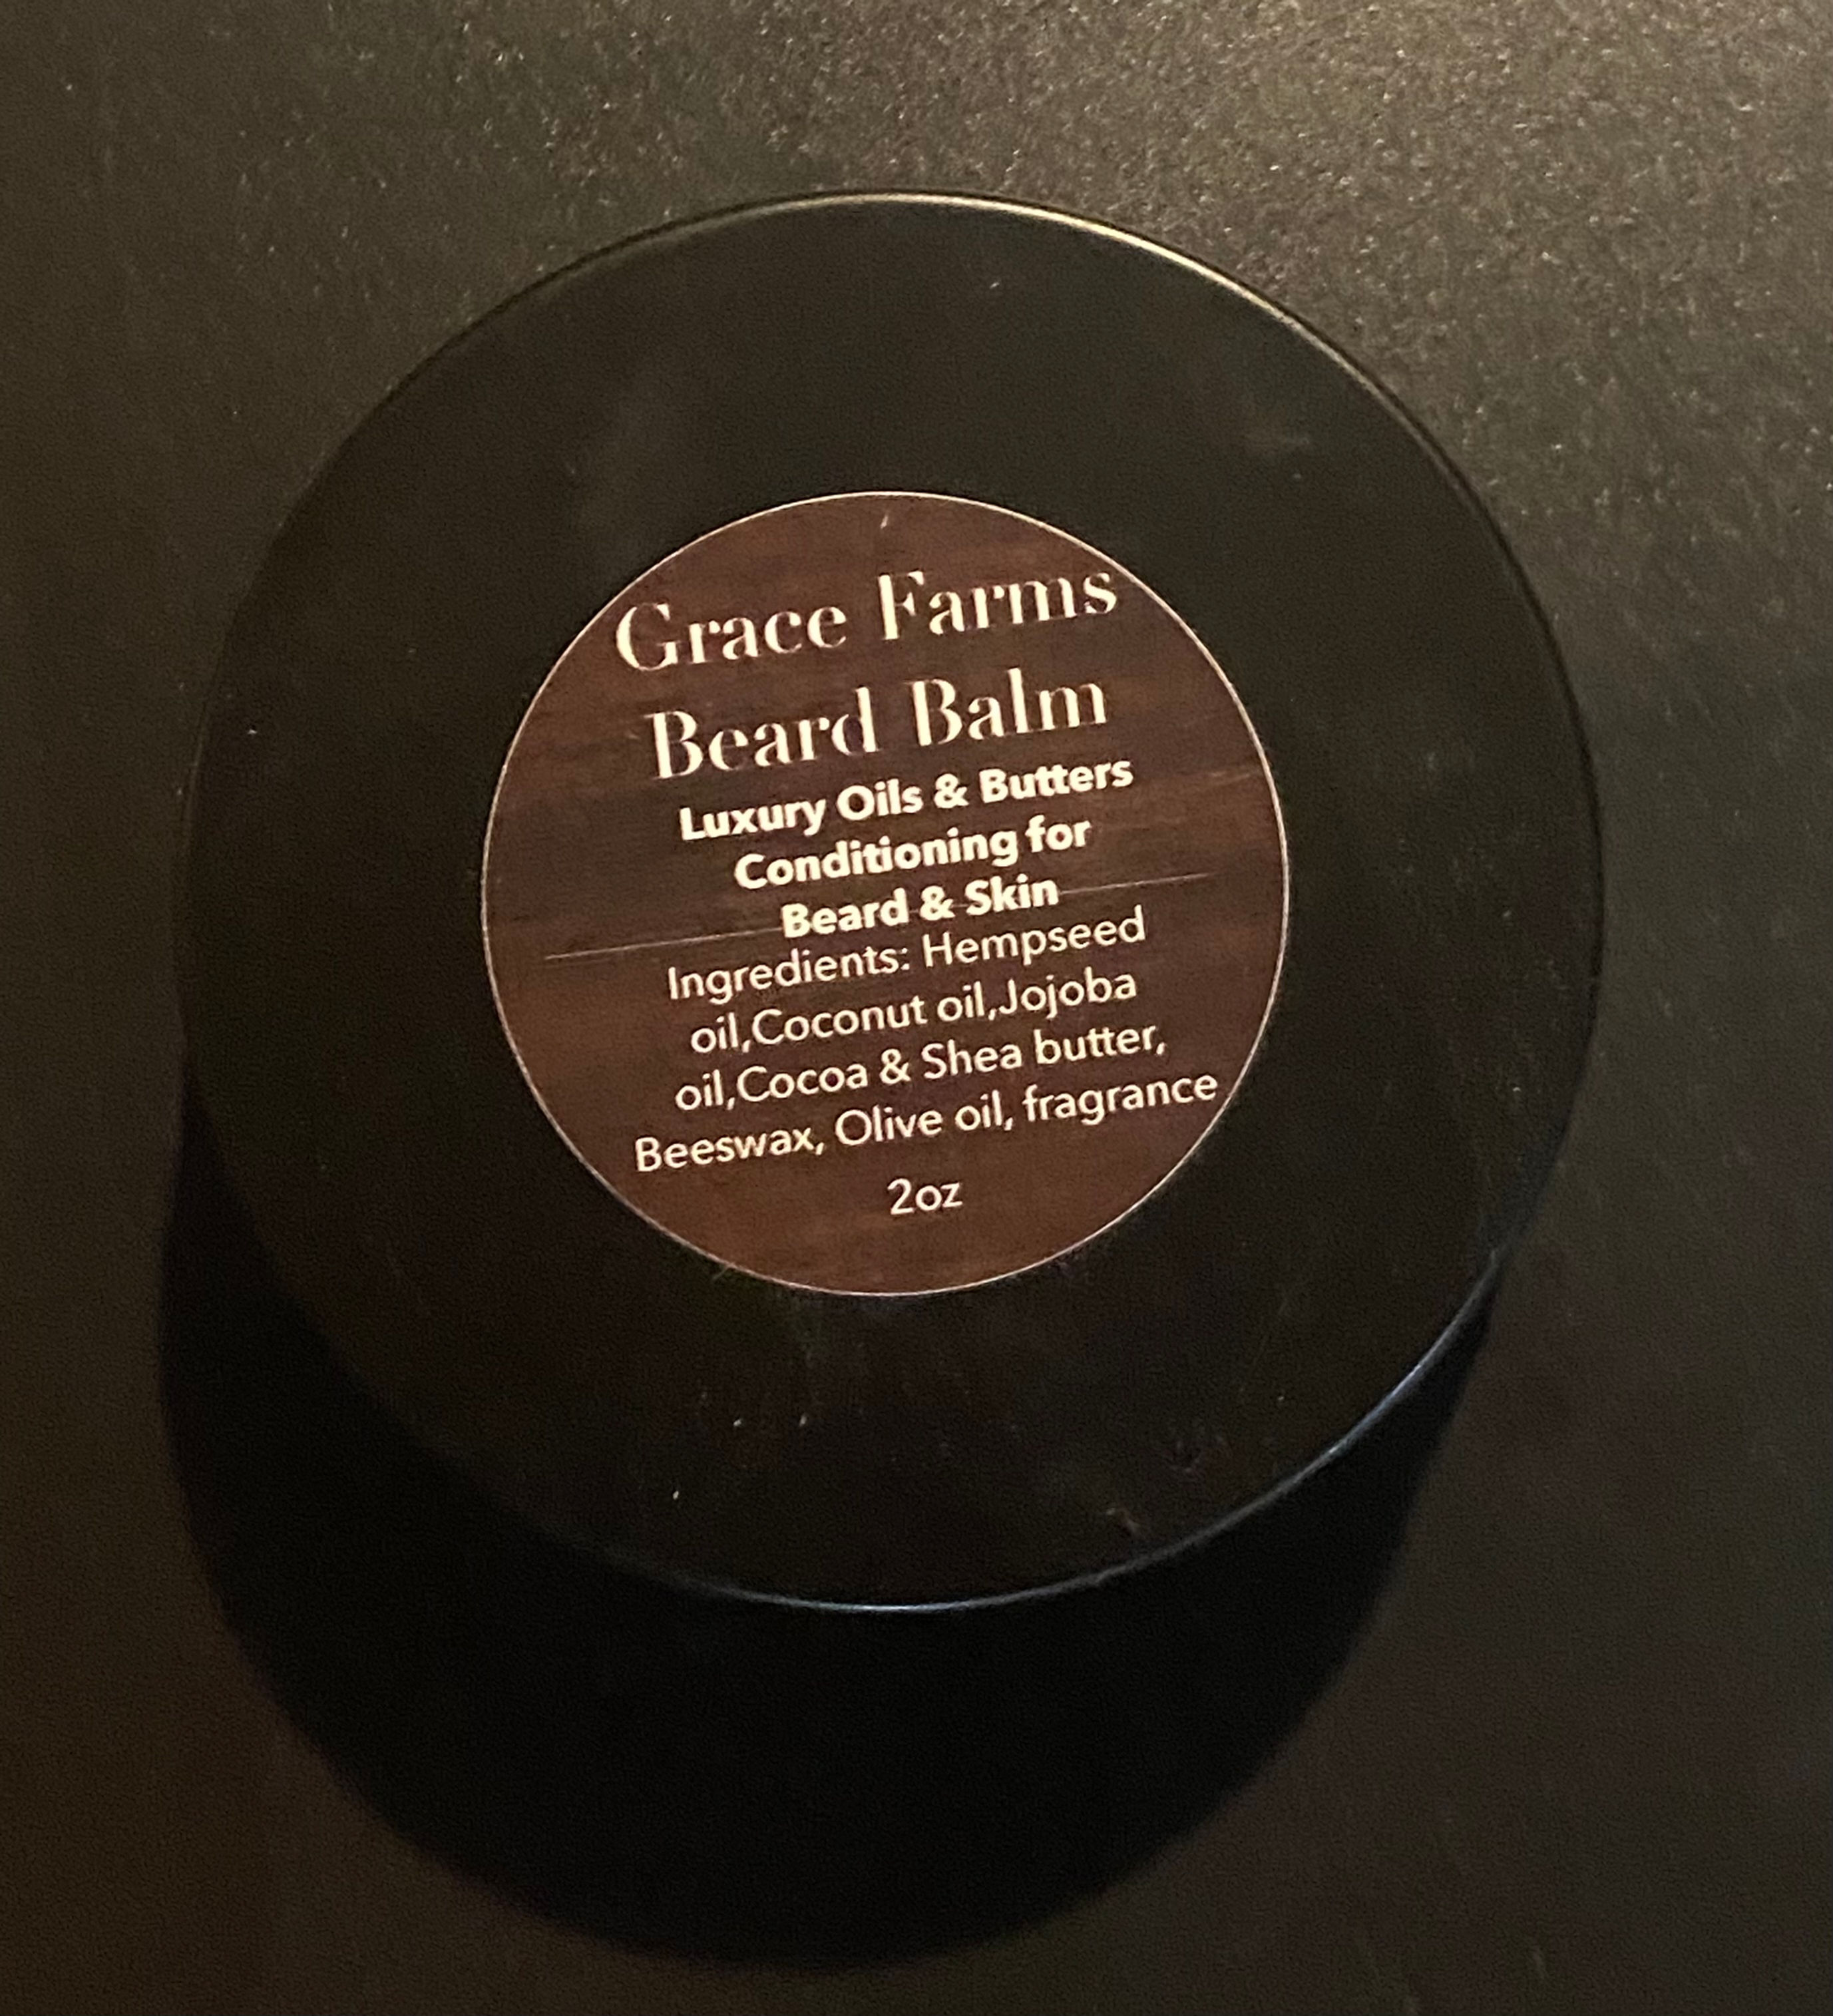 Grace Farms
Beard Balm
Luxury Oils & Butters
Conditioning for
Beard & Skin
Ingredients: Hempseed
oil,Coconut oil,Jojoba
oil,Cocoa & Shea butter,
Beeswax, Olive oil, fragrance
2oz